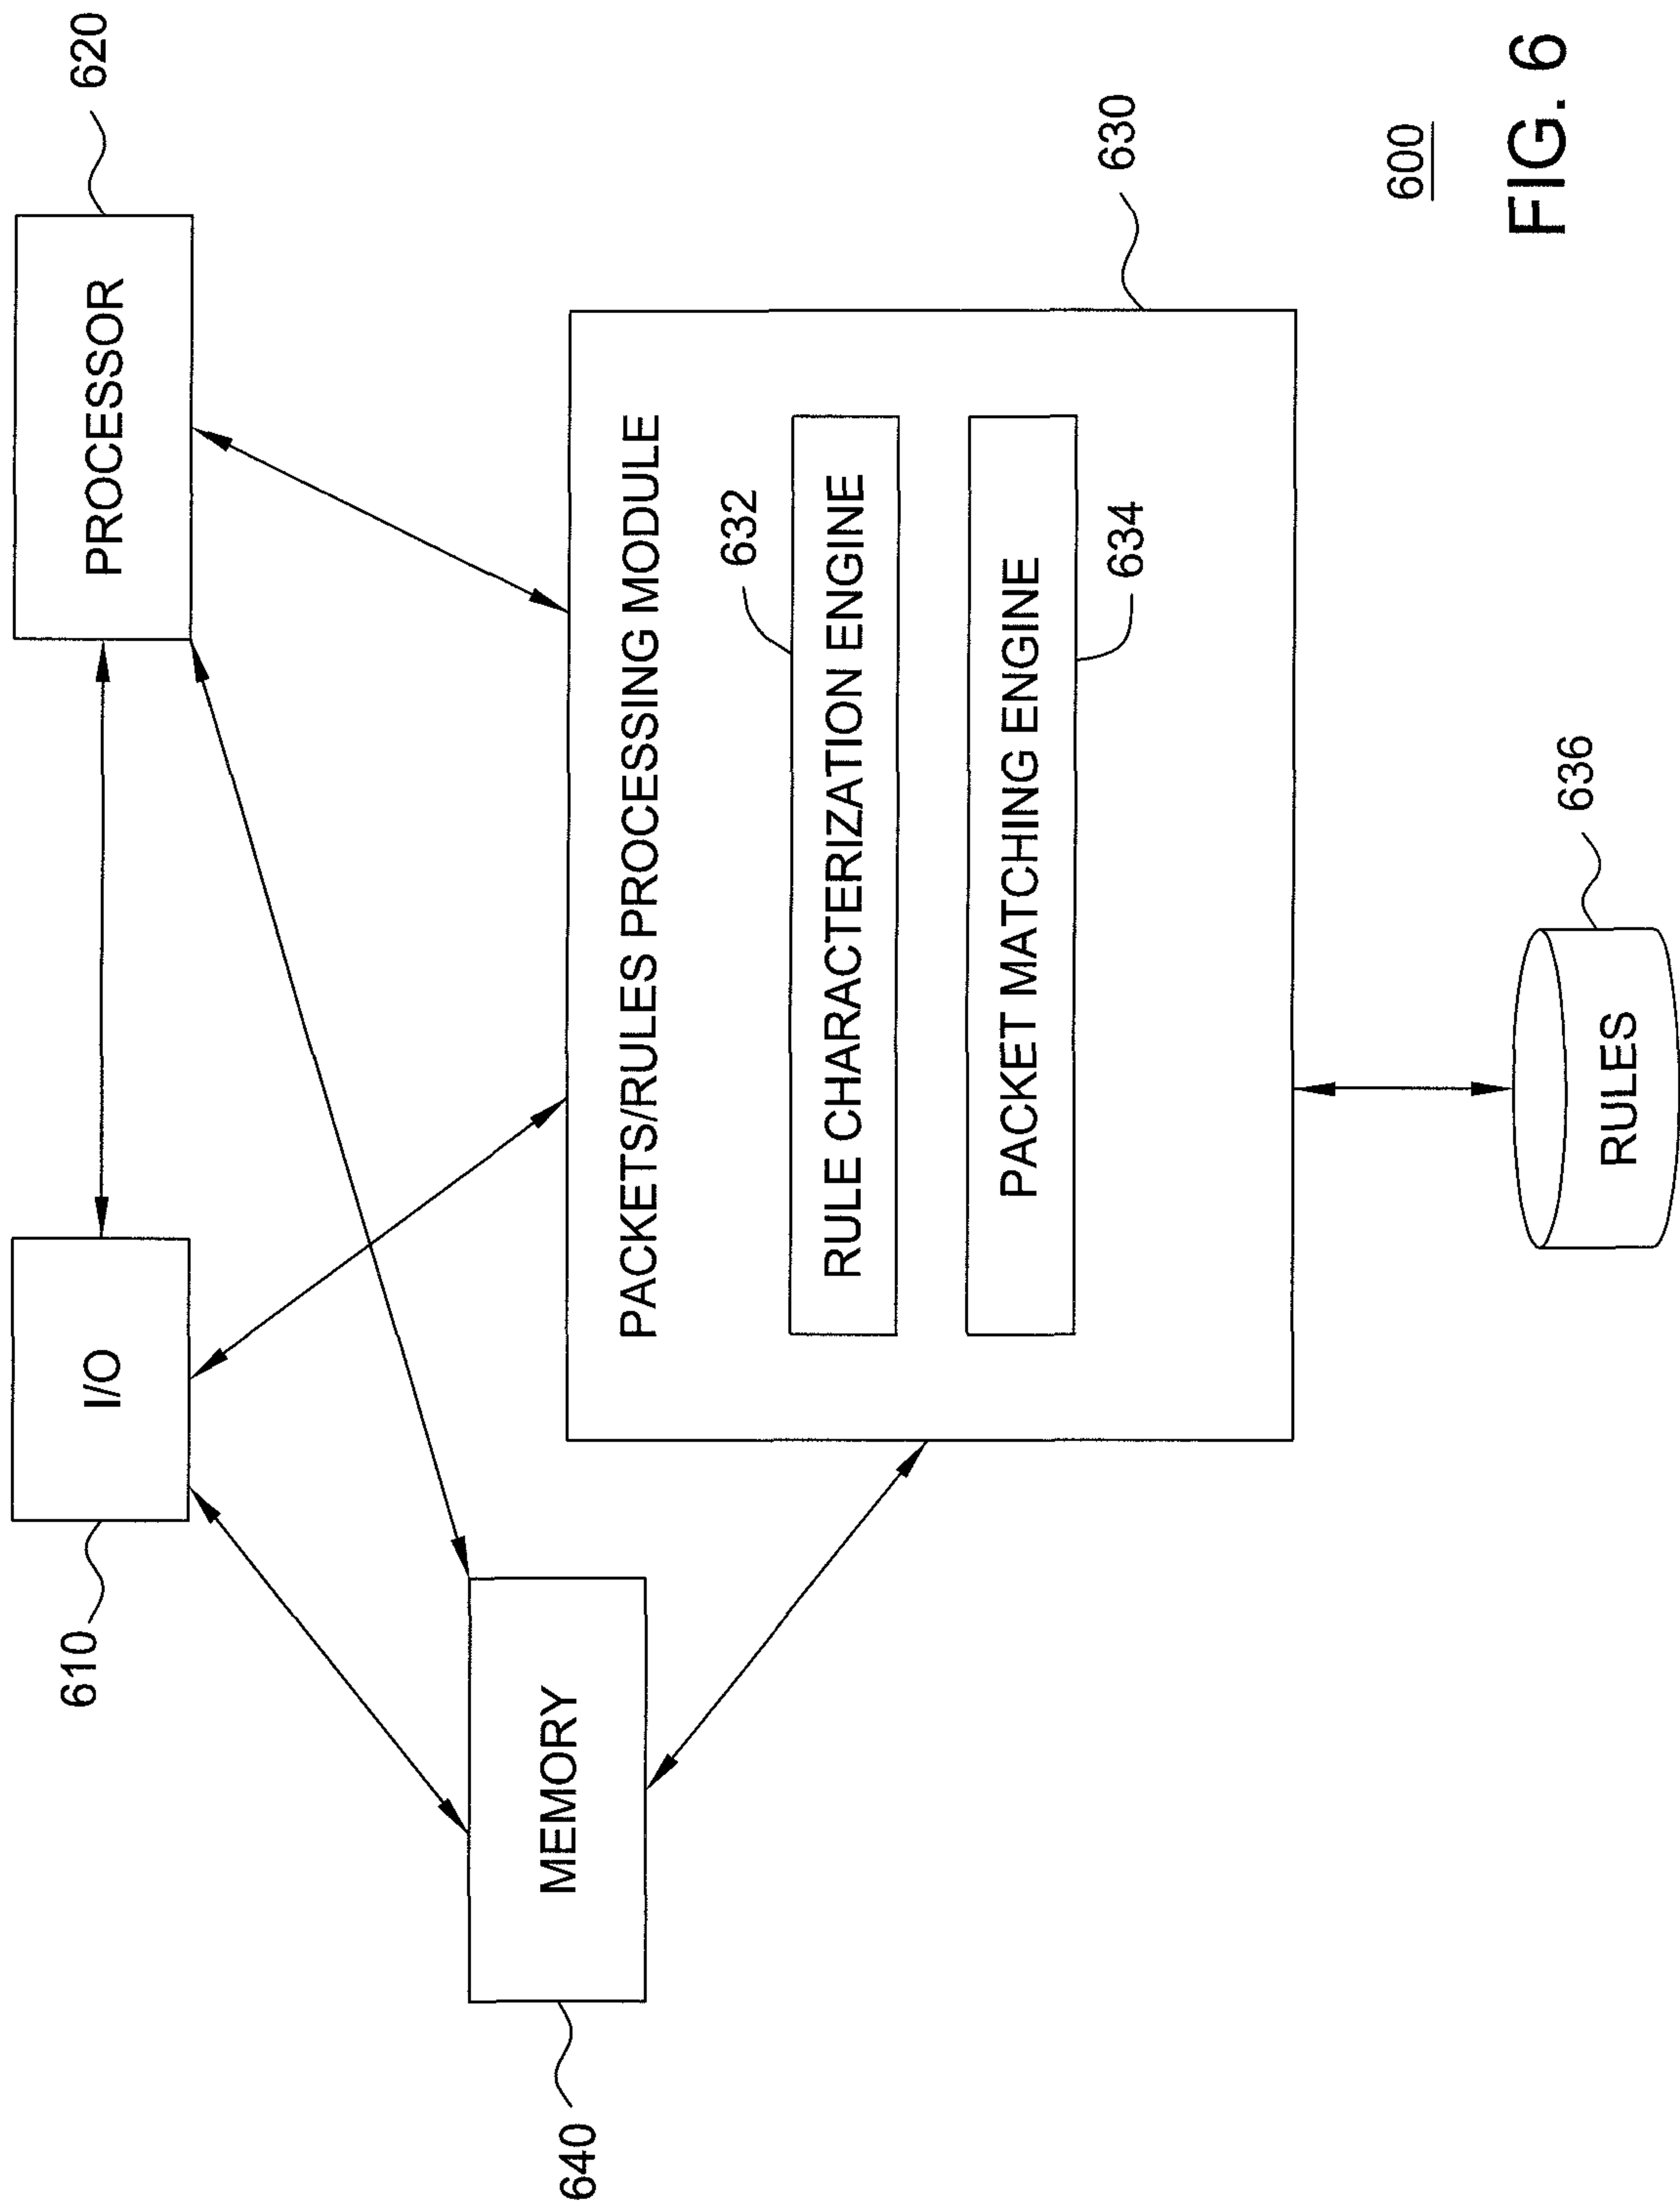 610
I/O
PROCESSOR
620
640
MEMORY
PACKETS/RULES PROCESSING MODULE
632
RULE CHARACTERIZATION ENGINE
PACKET MATCHING ENGINE
634
630
RULES
636
600
FIG. 6